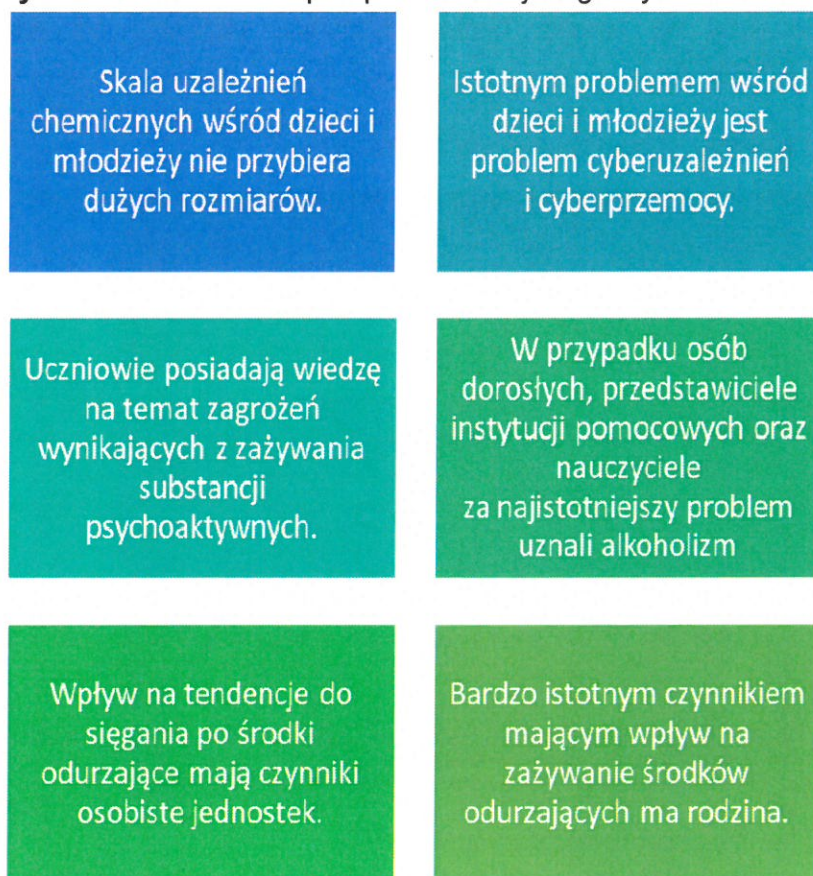 Skala uzależnień
chemicznych wśród dzieci i
młodzieży nie przybiera
dużych rozmiarów.
Istotnym problemem wśród
dzieci i młodzieży jest
problem cyberuzależnień
i cyberprzemocy.
Uczniowie posiadają wiedzę
na temat zagrożeń
wynikających z zażywania
substancji
psychoaktywnych.
W przypadku osób
dorosłych, przedstawiciele
instytucji pomocowych oraz
nauczyciele
za najistotniejszy problem
uznali alkoholizm
Wpływ na tendencje do
sięgania po środki
odurzające mają czynniki
osobiste jednostek.
Bardzo istotnym czynnikiem
mającym wpływ na
zażywanie środków
odurzających ma rodzina.